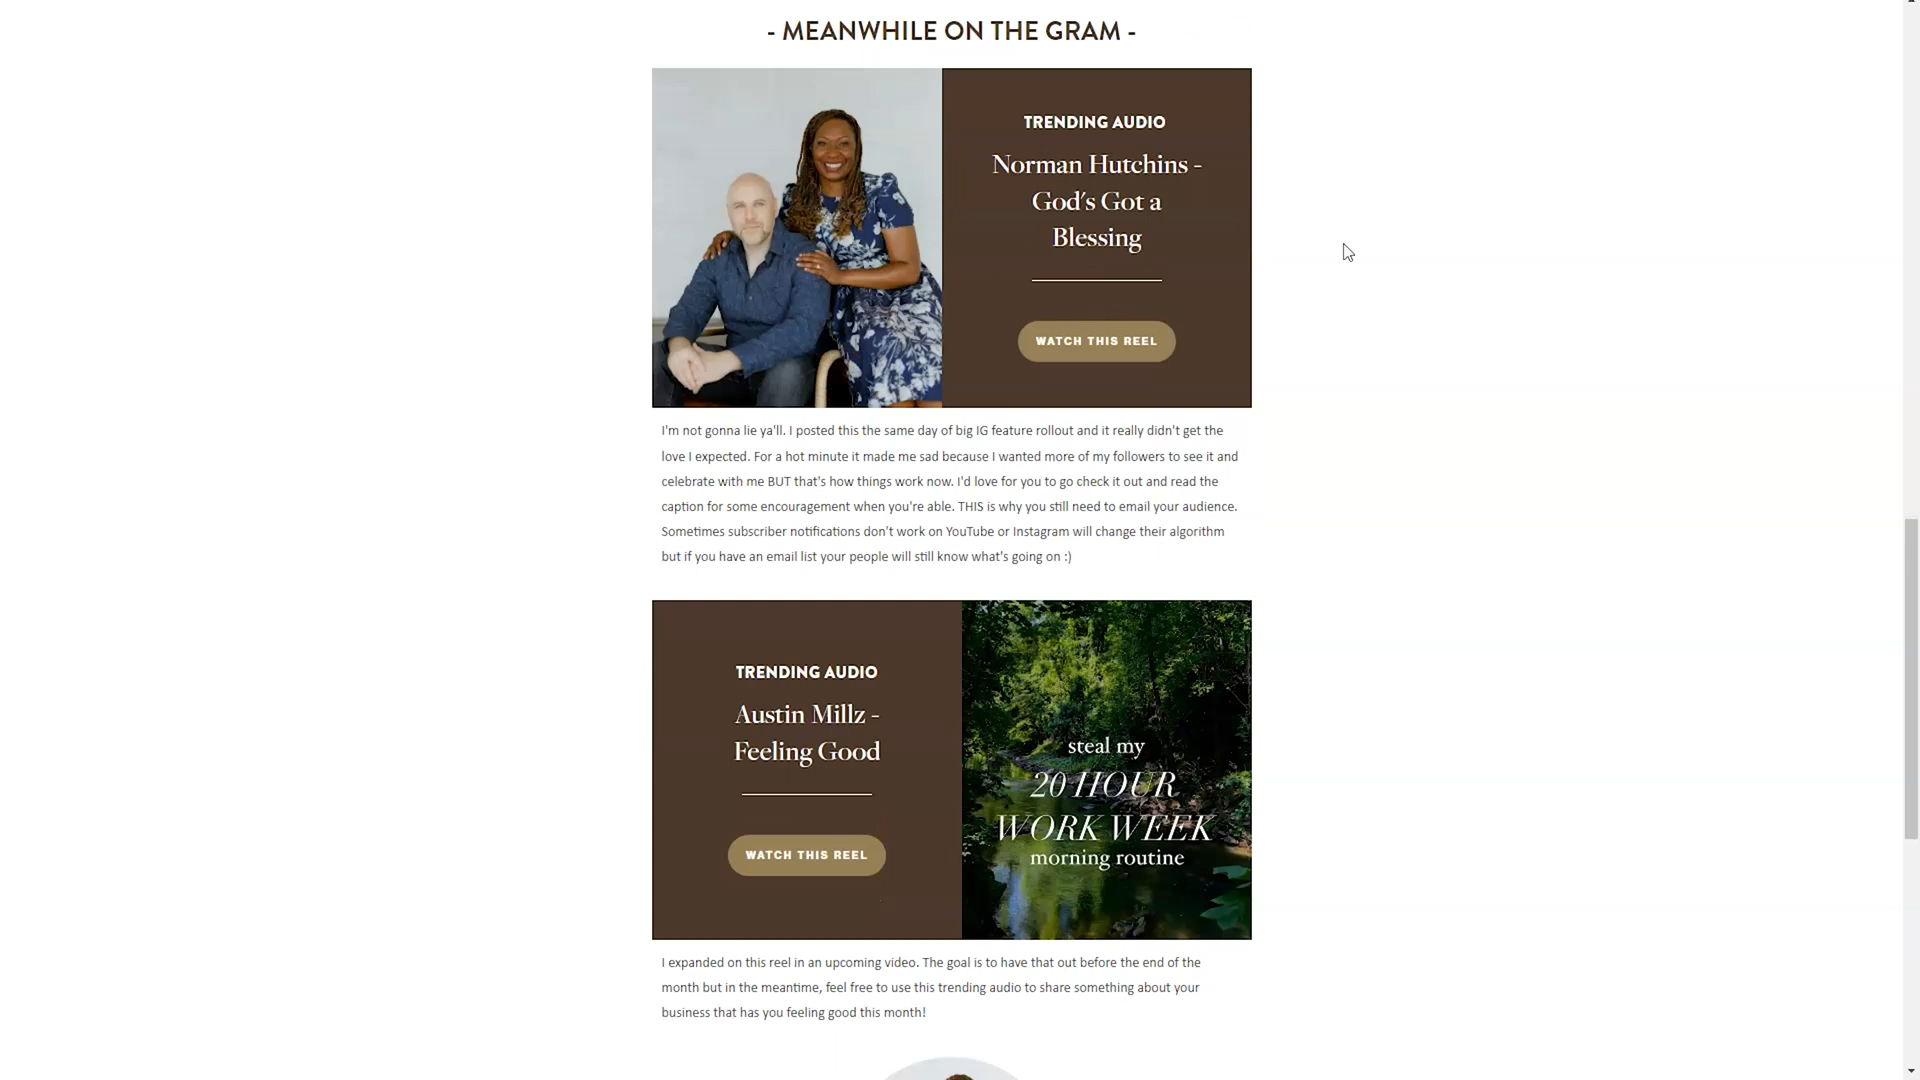 - MEANWHILE ON THE GRAM -
TRENDING AUDIO
Norman Hutchins -
God's Got a
Blessing
WATCH THIS REEL
I'm not gonna lie ya'll. I posted this the same day of big IG feature rollout and it really didn't get the
love I expected. For a hot minute it made me sad because I wanted more of my followers to see it and
celebrate with me BUT that's how things work now. I'd love for you to go check it out and read the
caption for some encouragement when you're able. THIS is why you still need to email your audience.
Sometimes subscriber notifications don't work on YouTube or Instagram will change their algorithm
but if you have an email list your people will still know what's going on :)
TRENDING AUDIO
Austin Millz -
Feeling Good
WATCH THIS REEL
steal my
20 HOUR
WORK WEEK
morning routine
I expanded on this reel in an upcoming video. The goal is to have that out before the end of the
month but in the meantime, feel free to use this trending audio to share something about your
business that has you feeling good this month!